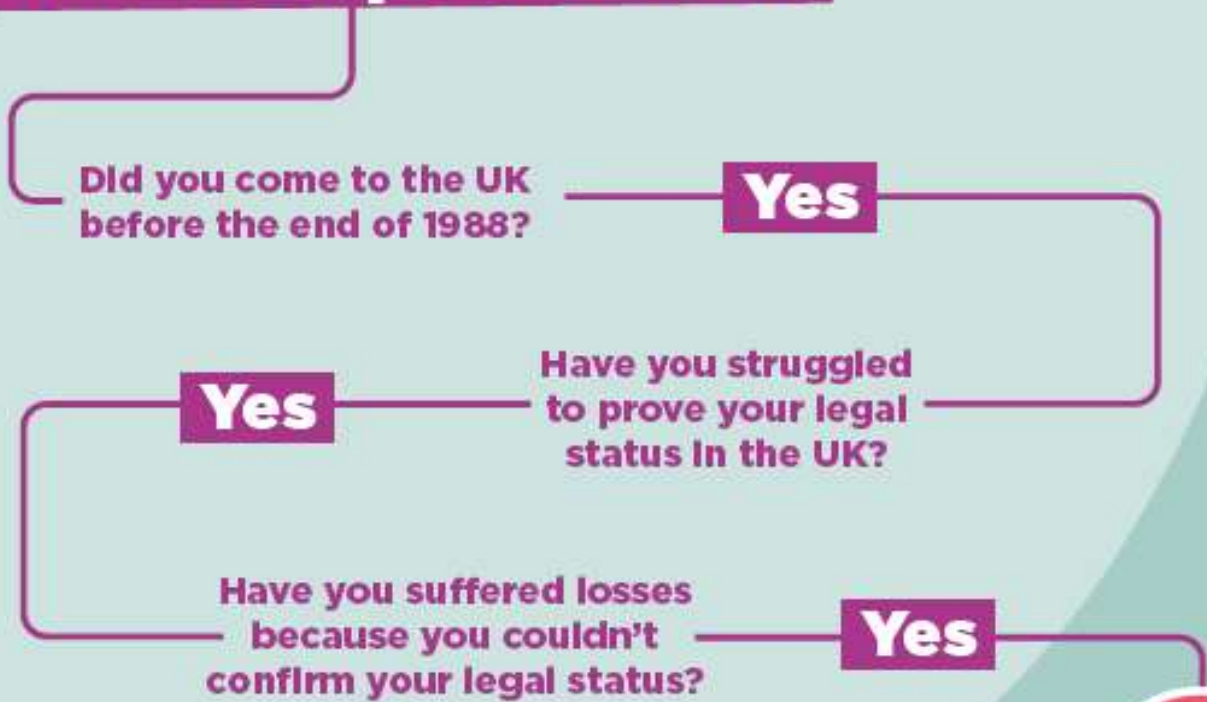 Did you come to the UK
before the end of 1988?
Yes
Have you struggled
to prove your legal
status in the UK?
Yes
Have you suffered losses
because you couldn't
confirm your legal status?
Yes